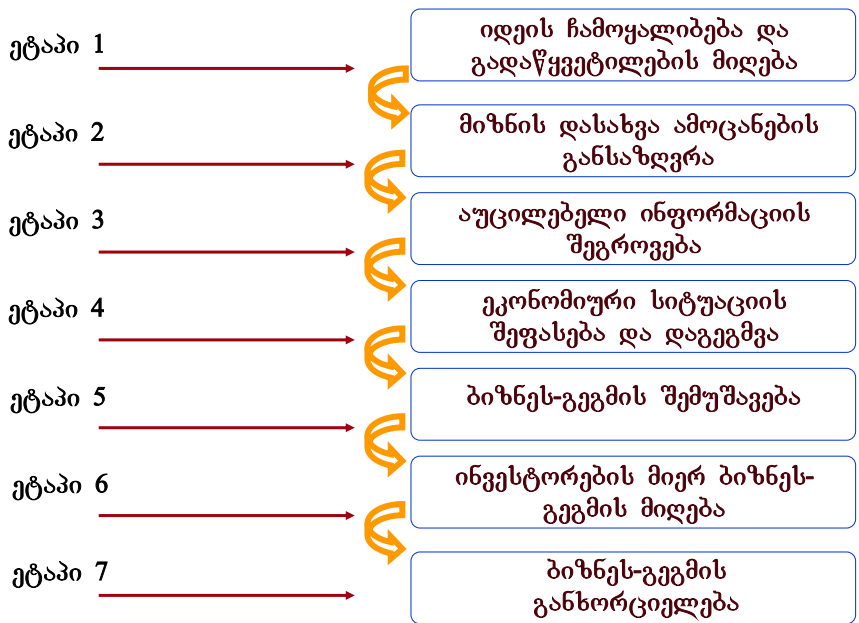 ეტაპი 1
იდეის ჩამოყალიბება და
გადაწყვეტილების მიღება
ეტაპი 2
მიზნის დასახვა ამოცანების
განსაზღვრა
ეტაპი 3
აუცილებელი ინფორმაციის
შეგროვება
ეტაპი 4
ეკონომიური სიტუაციის
შეფასება და დაგეგმვა
ეტაპი 5
ბიზნეს-გეგმის შემუშავება
ეტაპი 6
ინვესტორების მიერ ბიზნეს-
გეგმის მიღება
ეტაპი 7
ბიზნეს-გეგმის
განხორციელება